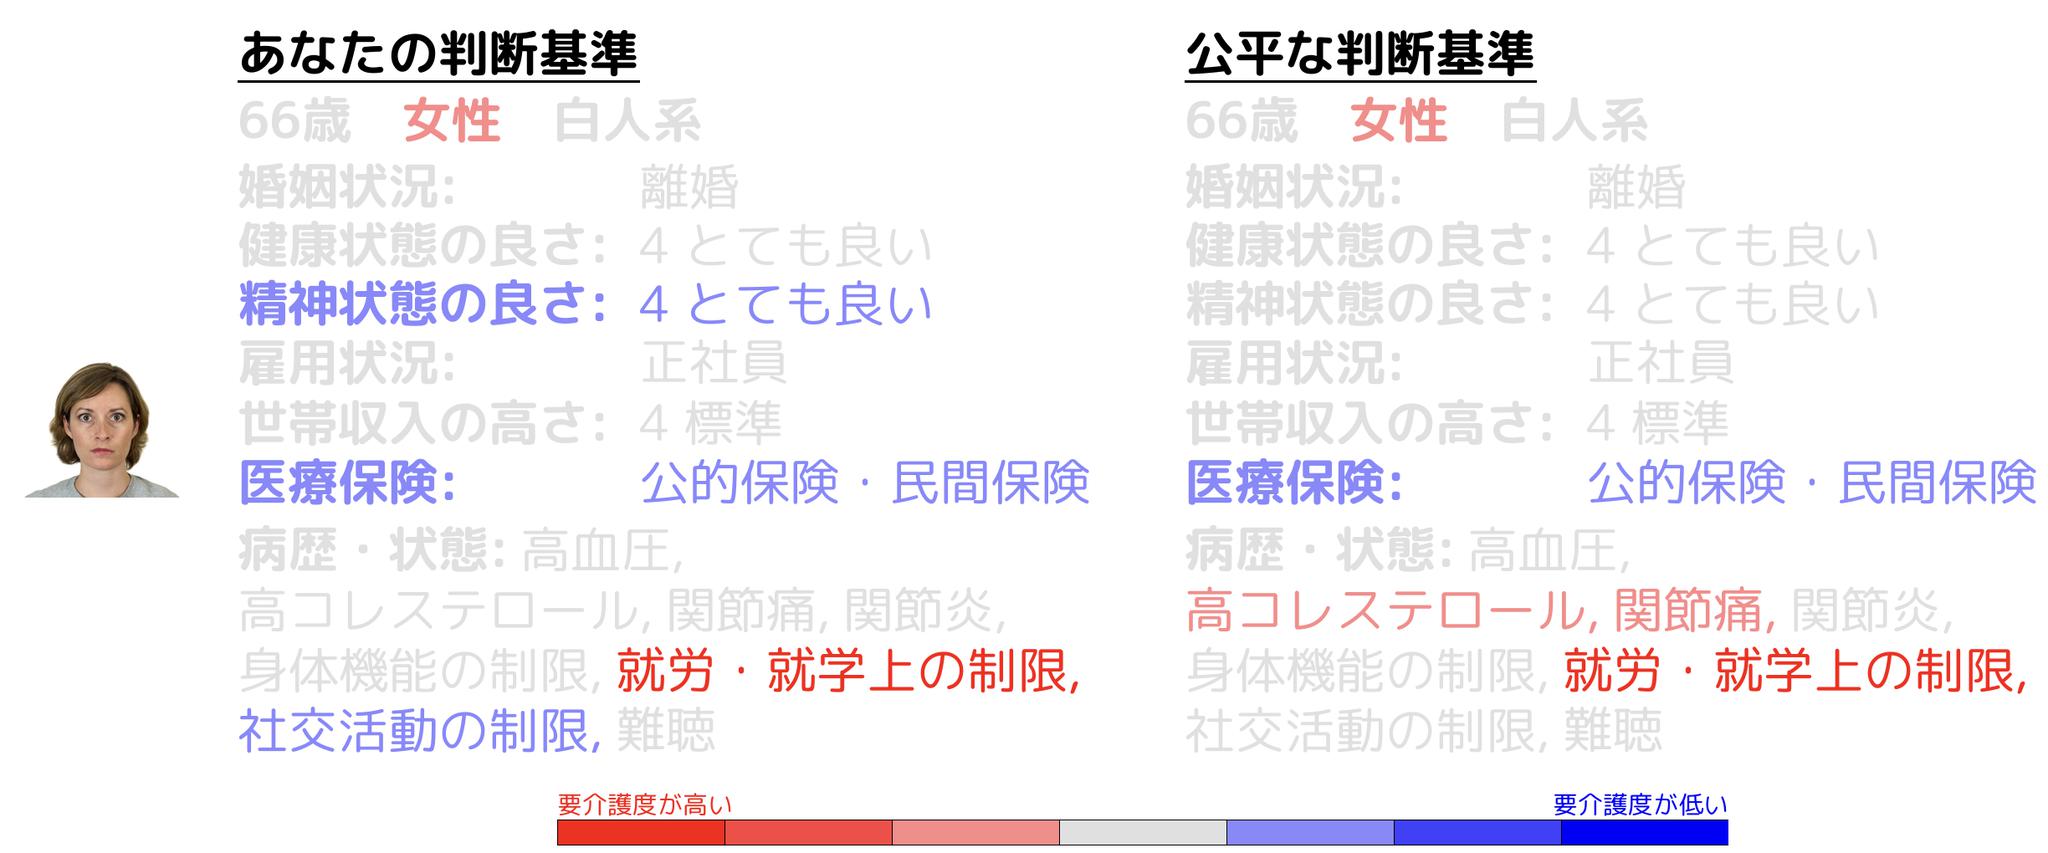 あなたの判断基準
66歳 女性 白人系
婚姻状況: 離婚
健康状態の良さ: 4 とても良い
精神状態の良さ: 4 とても良い
雇用状況: 正社員
世帯収入の高さ: 4 標準
医療保険: 公的保険・民間保険
病歴・状態: 高血圧,
高コレステロール, 関節痛, 関節炎,
身体機能の制限, 就労・就学上の制限,
社交活動の制限, 難聴
公平な判断基準
66歳 女性 白人系
婚姻状況: 離婚
健康状態の良さ: 4 とても良い
精神状態の良さ: 4 とても良い
雇用状況: 正社員
世帯収入の高さ: 4 標準
医療保険: 公的保険・民間保険
病歴・状態: 高血圧,
高コレステロール, 関節痛, 関節炎,
身体機能の制限, 就労・就学上の制限,
社交活動の制限, 難聴
要介護度が高い
要介護度が低い